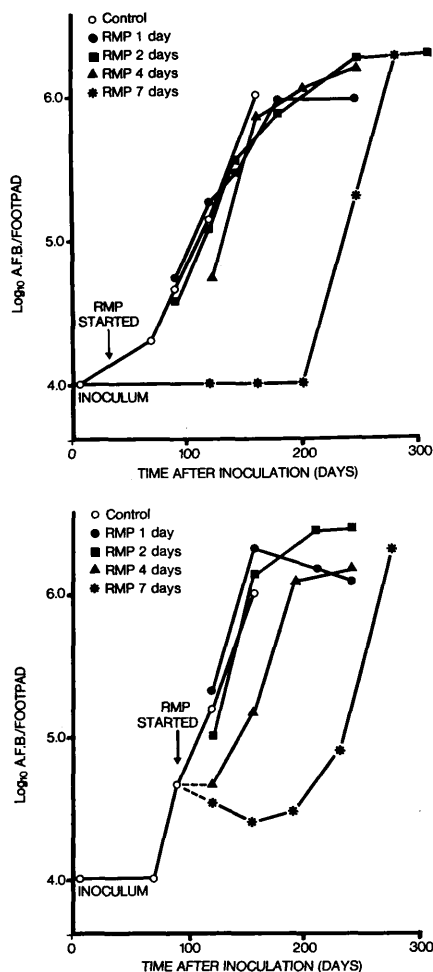 ○ Control
● RMP 1 day
■ RMP 2 days
▲ RMP 4 days
✱ RMP 7 days
6.0
Log₁₀ A.F.B./FOOTPAD
5.0
RMP
STARTED
4.0
INOCULUM
0
100
200
300
TIME AFTER INOCULATION (DAYS)
○ Control
● RMP 1 day
■ RMP 2 days
▲ RMP 4 days
✱ RMP 7 days
6.0
Log₁₀ A.F.B./FOOTPAD
5.0
RMP
STARTED
4.0
INOCULUM
0
100
200
300
TIME AFTER INOCULATION (DAYS)